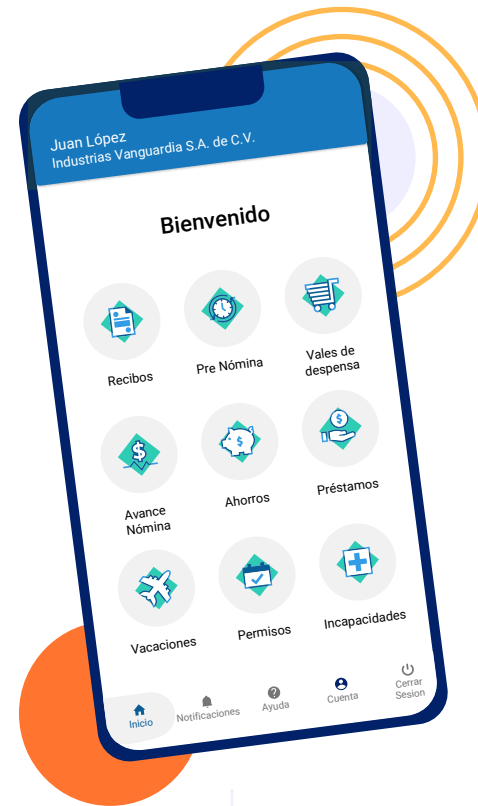 Juan López
Industrias Vanguardia S.A. de C.V.
Bienvenido
Recibos
Pre Nómina
Vales de
despensa
Avance
Nómina
Ahorros
Préstamos
Vacaciones
Permisos
Incapacidades
Inicio
Notificaciones
Ayuda
Cuenta
Cerrar
Sesion